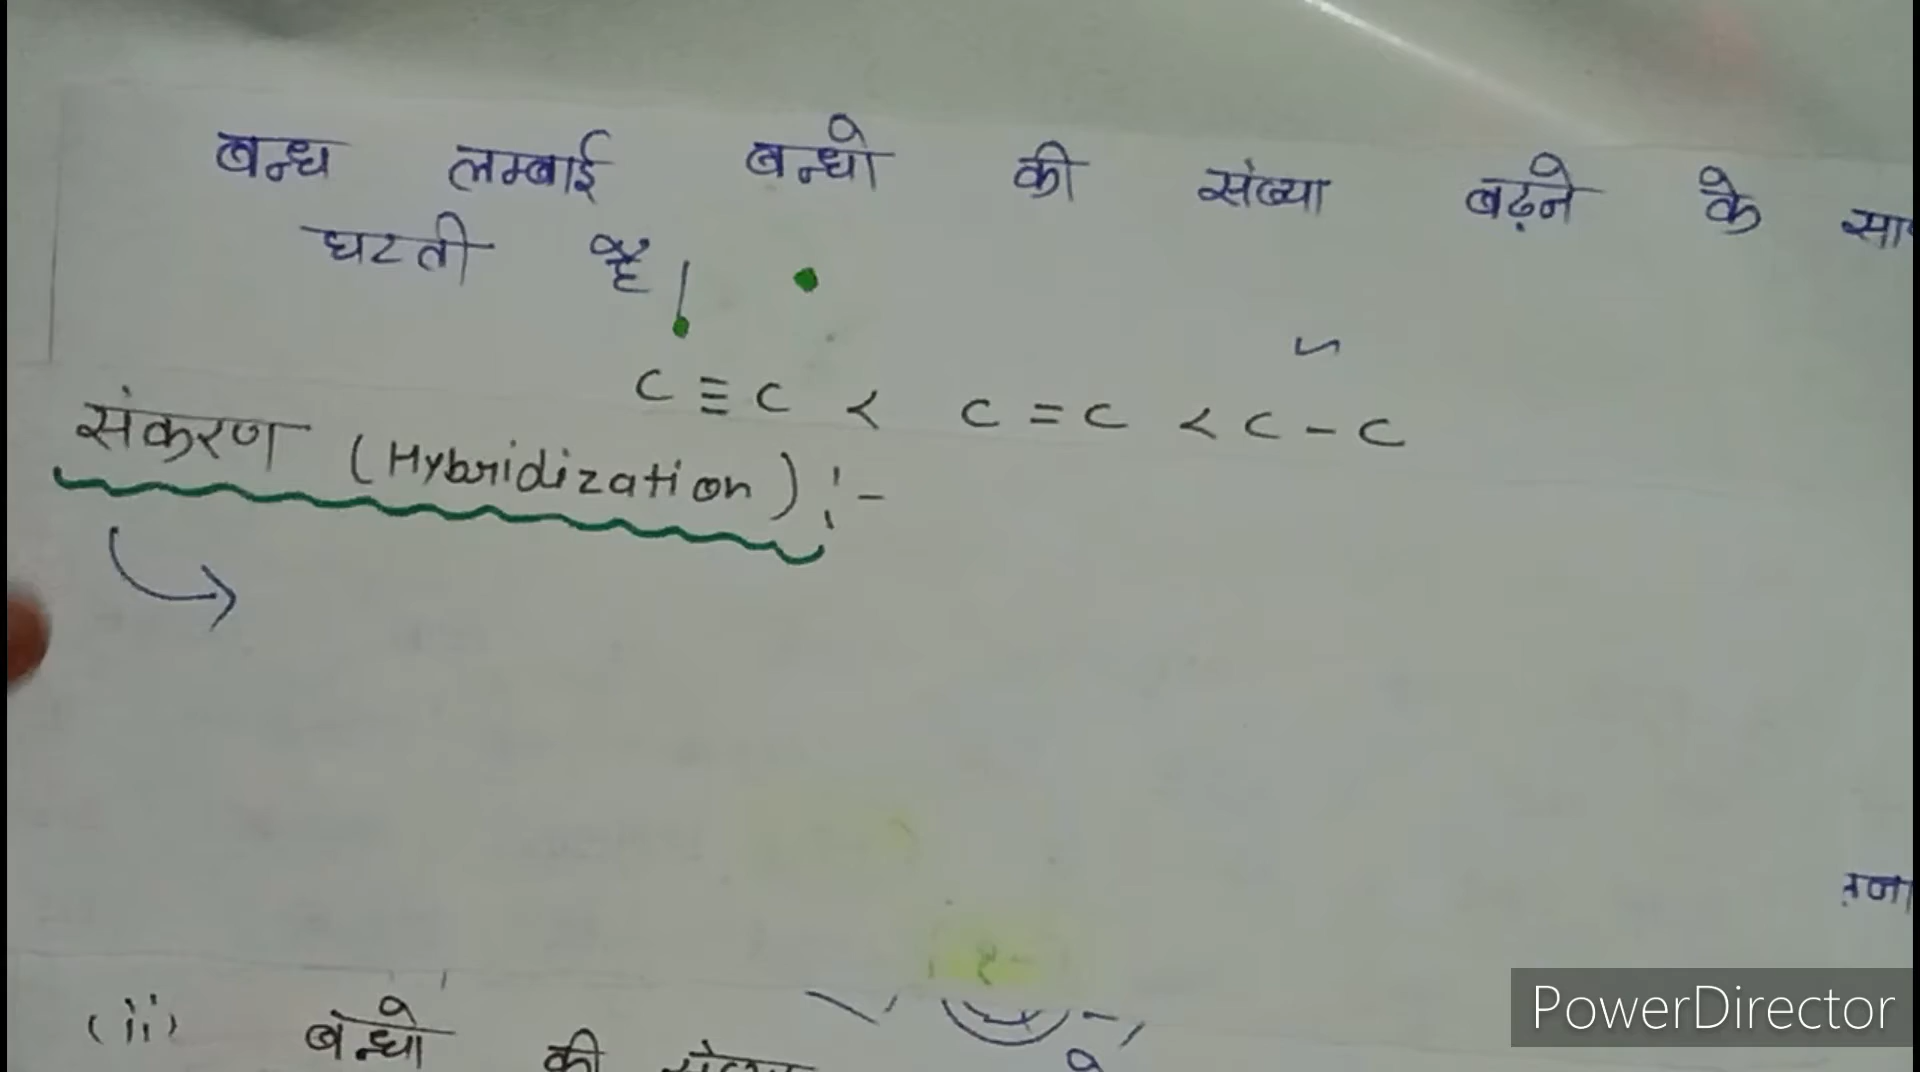 बन्ध लम्बाई बन्धो की संख्या बढ़ने के
घटती है।
C ≡ C < C = C < C - C
संकरण (Hybridization) :-
(ii) बन्धो की
PowerDirector